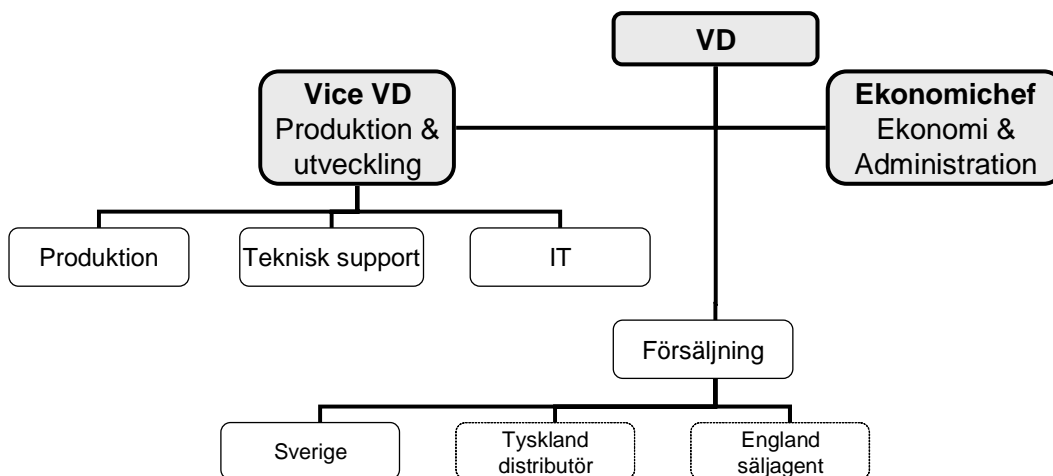 VD
Vice VD
Produktion &
utveckling
Ekonomichef
Ekonomi &
Administration
Produktion
Teknisk support
IT
Försäljning
Sverige
Tyskland
distributör
England
säljagent